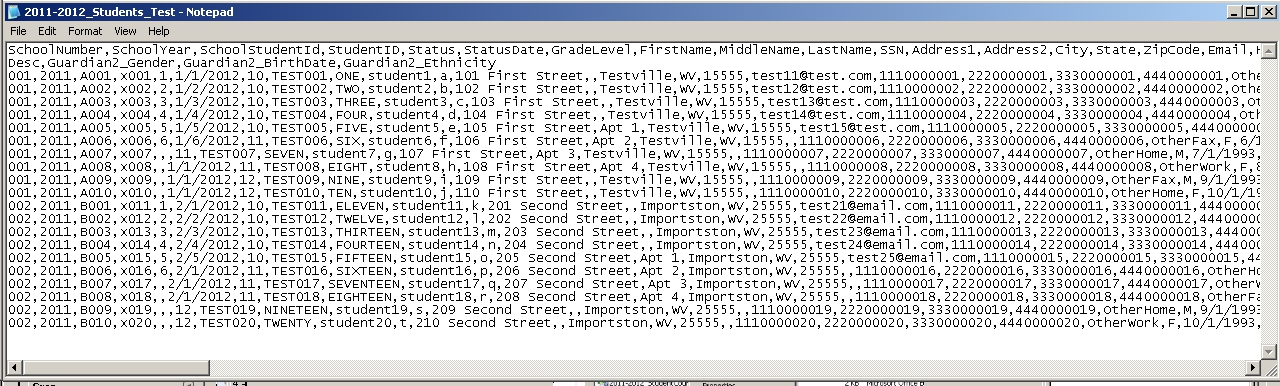 2011-2012_Students_Test - Notepad
File Edit Format View Help
SchoolNumber,SchoolYear,SchoolStudentId,StudentID,Status,StatusDate,GradeLevel,FirstName,MiddleName,LastName,SSN,Address1,Address2,City,State,ZipCode,Email,H
Desc,Guardian2_Gender,Guardian2_BirthDate,Guardian2_Ethnicity
001,2011,A001,x001,1,1/1/2012,10,TEST001,ONE,student1,a,101 First Street,,Testville,WV,15555,test11@test.com,1110000001,2220000001,3330000001,4440000001,Othe
001,2011,A002,x002,2,1/2/2012,10,TEST002,TWO,student2,b,102 First Street,,Testville,WV,15555,test12@test.com,1110000002,2220000002,3330000002,4440000002,Othe
001,2011,A003,x003,3,1/3/2012,10,TEST003,THREE,student3,c,103 First Street,,Testville,WV,15555,test13@test.com,1110000003,2220000003,3330000003,4440000003,Ot
001,2011,A004,x004,4,1/4/2012,10,TEST004,FOUR,student4,d,104 First Street,,Testville,WV,15555,test14@test.com,1110000004,2220000004,3330000004,4440000004,Oth
001,2011,A005,x005,5,1/5/2012,10,TEST005,FIVE,student5,e,105 First Street,Apt 1,Testville,WV,15555,test15@test.com,1110000005,2220000005,3330000005,444000000
001,2011,A006,x006,6,1/6/2012,11,TEST006,SIX,student6,f,106 First Street,Apt 2,Testville,WV,15555,,1110000006,2220000006,3330000006,4440000006,OtherFax,F,6/1
001,2011,A007,x007,,,11,TEST007,SEVEN,student7,g,107 First Street,Apt 3,Testville,WV,15555,,1110000007,2220000007,3330000007,4440000007,OtherHome,M,7/1/1993,
001,2011,A008,x008,,1/1/2012,11,TEST008,EIGHT,student8,h,108 First Street,Apt 4,Testville,WV,15555,,1110000008,2220000008,3330000008,4440000008,OtherWork,F,8
001,2011,A009,x009,,1/1/2012,12,TEST009,NINE,student9,i,109 First Street,,Testville,WV,15555,,1110000009,2220000009,3330000009,4440000009,OtherFax,M,9/1/1993
001,2011,A010,x010,,1/1/2012,12,TEST010,TEN,student10,j,110 First Street,,Testville,WV,15555,,1110000010,2220000010,3330000010,4440000010,OtherHome,F,10/1/19
002,2011,B001,x011,1,2/1/2012,10,TEST011,ELEVEN,student11,k,201 Second Street,,Importston,WV,25555,test21@email.com,1110000011,2220000011,3330000011,44400000
002,2011,B002,x012,2,2/2/2012,10,TEST012,TWELVE,student12,l,202 Second Street,,Importston,WV,25555,test22@email.com,1110000012,2220000012,3330000012,44400000
002,2011,B003,x013,3,2/3/2012,10,TEST013,THIRTEEN,student13,m,203 Second Street,,Importston,WV,25555,test23@email.com,1110000013,2220000013,3330000013,444000
002,2011,B004,x014,4,2/4/2012,10,TEST014,FOURTEEN,student14,n,204 Second Street,,Importston,WV,25555,test24@email.com,1110000014,2220000014,3330000014,444000
002,2011,B005,x015,5,2/5/2012,10,TEST015,FIFTEEN,student15,o,205 Second Street,Apt 1,Importston,WV,25555,test25@email.com,1110000015,2220000015,3330000015,44
002,2011,B006,x016,6,2/6/2012,11,TEST016,SIXTEEN,student16,p,206 Second Street,Apt 2,Importston,WV,25555,,1110000016,2220000016,3330000016,4440000016,OtherHo
002,2011,B007,x017,,,11,TEST017,SEVENTEEN,student17,q,207 Second Street,Apt 3,Importston,WV,25555,,1110000017,2220000017,3330000017,4440000017,OtherWork,M,7/
002,2011,B008,x018,,2/1/2012,11,TEST018,EIGHTEEN,student18,r,208 Second Street,Apt 4,Importston,WV,25555,,1110000018,2220000018,3330000018,4440000018,OtherFa
002,2011,B009,x019,,,12,TEST019,NINETEEN,student19,s,209 Second Street,,Importston,WV,25555,,1110000019,2220000019,3330000019,4440000019,OtherHome,M,9/1/1993
002,2011,B010,x020,,,12,TEST020,TWENTY,student20,t,210 Second Street,,Importston,WV,25555,,1110000020,2220000020,3330000020,4440000020,OtherWork,F,10/1/1993,